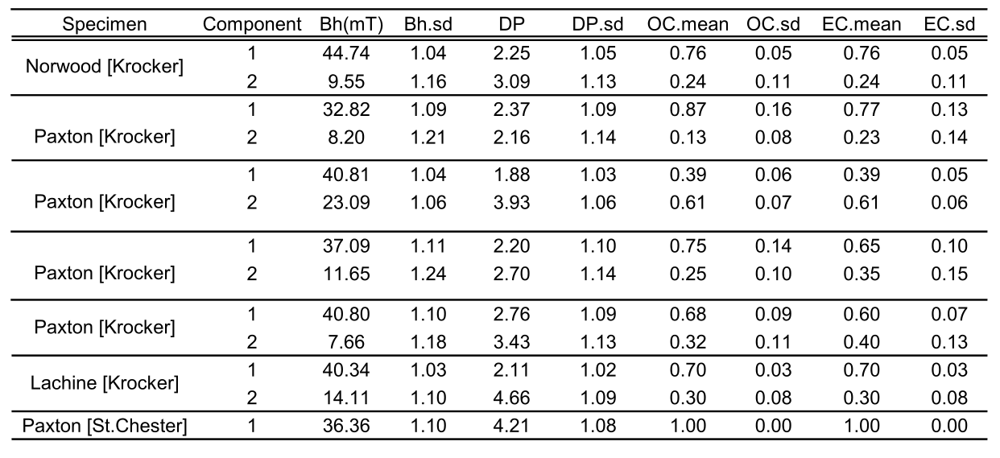 Specimen Component Bh(mT) Bh.sd DP DP.sd OC.mean OC.sd EC.mean EC.sd
Norwood [Krocker] 1 44.74 1.04 2.25 1.05 0.76 0.05 0.76 0.05
2 9.55 1.16 3.09 1.13 0.24 0.11 0.24 0.11
1 32.82 1.09 2.37 1.09 0.87 0.16 0.77 0.13
Paxton [Krocker] 2 8.20 1.21 2.16 1.14 0.13 0.08 0.23 0.14
1 40.81 1.04 1.88 1.03 0.39 0.06 0.39 0.05
Paxton [Krocker] 2 23.09 1.06 3.93 1.06 0.61 0.07 0.61 0.06
1 37.09 1.11 2.20 1.10 0.75 0.14 0.65 0.10
Paxton [Krocker] 2 11.65 1.24 2.70 1.14 0.25 0.10 0.35 0.15
Paxton [Krocker] 1 40.80 1.10 2.76 1.09 0.68 0.09 0.60 0.07
2 7.66 1.18 3.43 1.13 0.32 0.11 0.40 0.13
Lachine [Krocker] 1 40.34 1.03 2.11 1.02 0.70 0.03 0.70 0.03
2 14.11 1.10 4.66 1.09 0.30 0.08 0.30 0.08
Paxton [St.Chester] 1 36.36 1.10 4.21 1.08 1.00 0.00 1.00 0.00